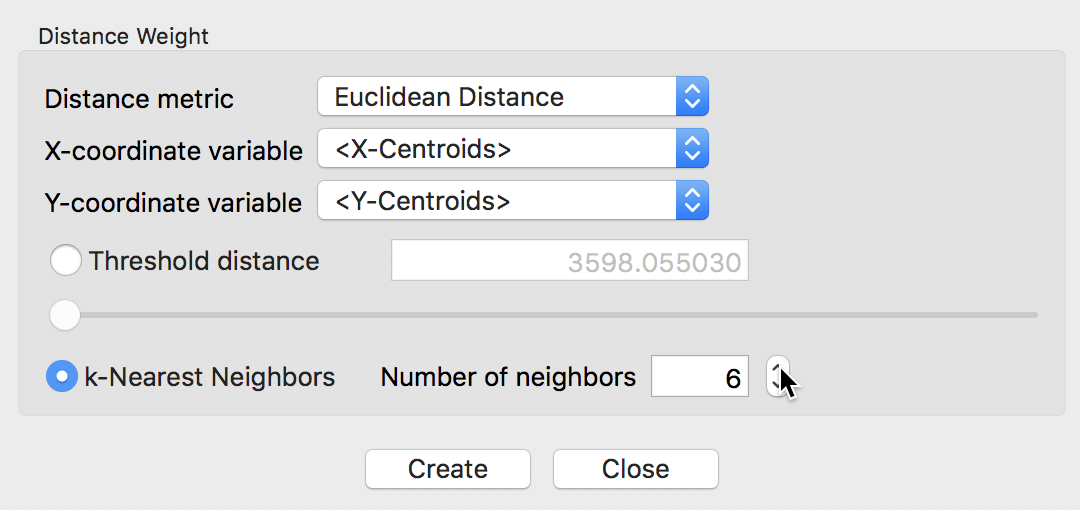 Distance Weight
Distance metric Euclidean Distance
X-coordinate variable <X-Centroids>
Y-coordinate variable <Y-Centroids>
Threshold distance 3598.055030
k-Nearest Neighbors Number of neighbors 6
Create Close